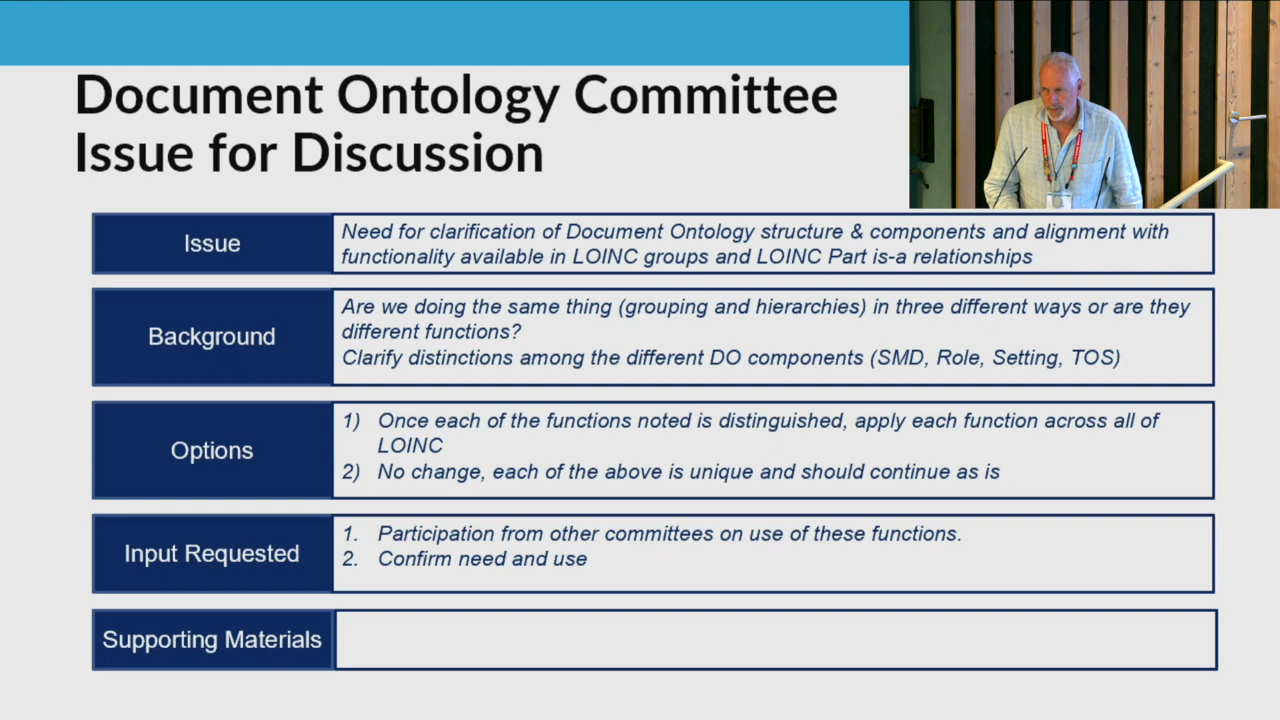 Document Ontology Committee
Issue for Discussion
Issue
Need for clarification of Document Ontology structure & components and alignment with
functionality available in LOINC groups and LOINC Part is-a relationships
Background
Are we doing the same thing (grouping and hierarchies) in three different ways or are they
different functions?
Clarify distinctions among the different DO components (SMD, Role, Setting, TOS)
Options
1) Once each of the functions noted is distinguished, apply each function across all of
LOINC
2) No change, each of the above is unique and should continue as is
Input Requested
1. Participation from other committees on use of these functions.
2. Confirm need and use
Supporting Materials